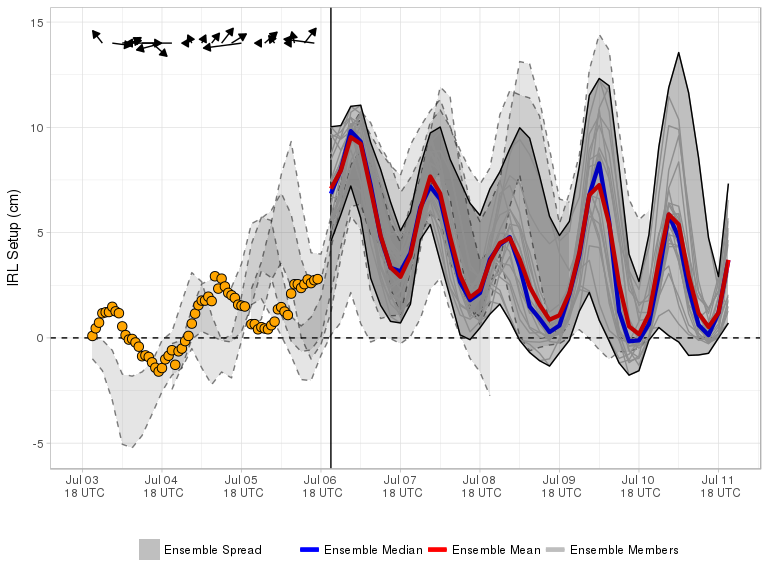 15
10
5
0
-5
IRL Setup (cm)
Jul 03 Jul 04 Jul 05 Jul 06 Jul 07 Jul 08 Jul 09 Jul 10 Jul 11
18 UTC 18 UTC 18 UTC 18 UTC 18 UTC 18 UTC 18 UTC 18 UTC 18 UTC
Ensemble Spread Ensemble Median Ensemble Mean Ensemble Members